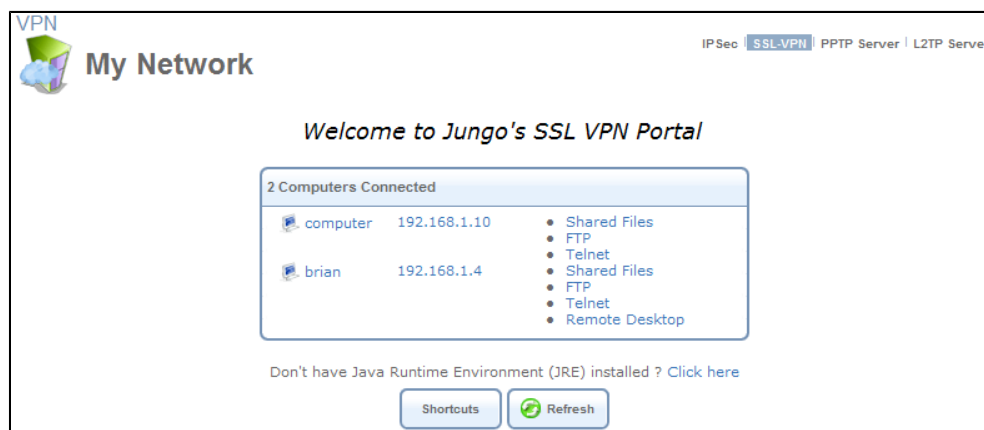 VPN
My Network
IPSec | SSL-VPN | PPTP Server | L2TP Serve
Welcome to Jungo's SSL VPN Portal
2 Computers Connected
computer 192.168.1.10 • Shared Files
• FTP
• Telnet
brian 192.168.1.4 • Shared Files
• FTP
• Telnet
• Remote Desktop
Don't have Java Runtime Environment (JRE) installed ? Click here
Shortcuts Refresh